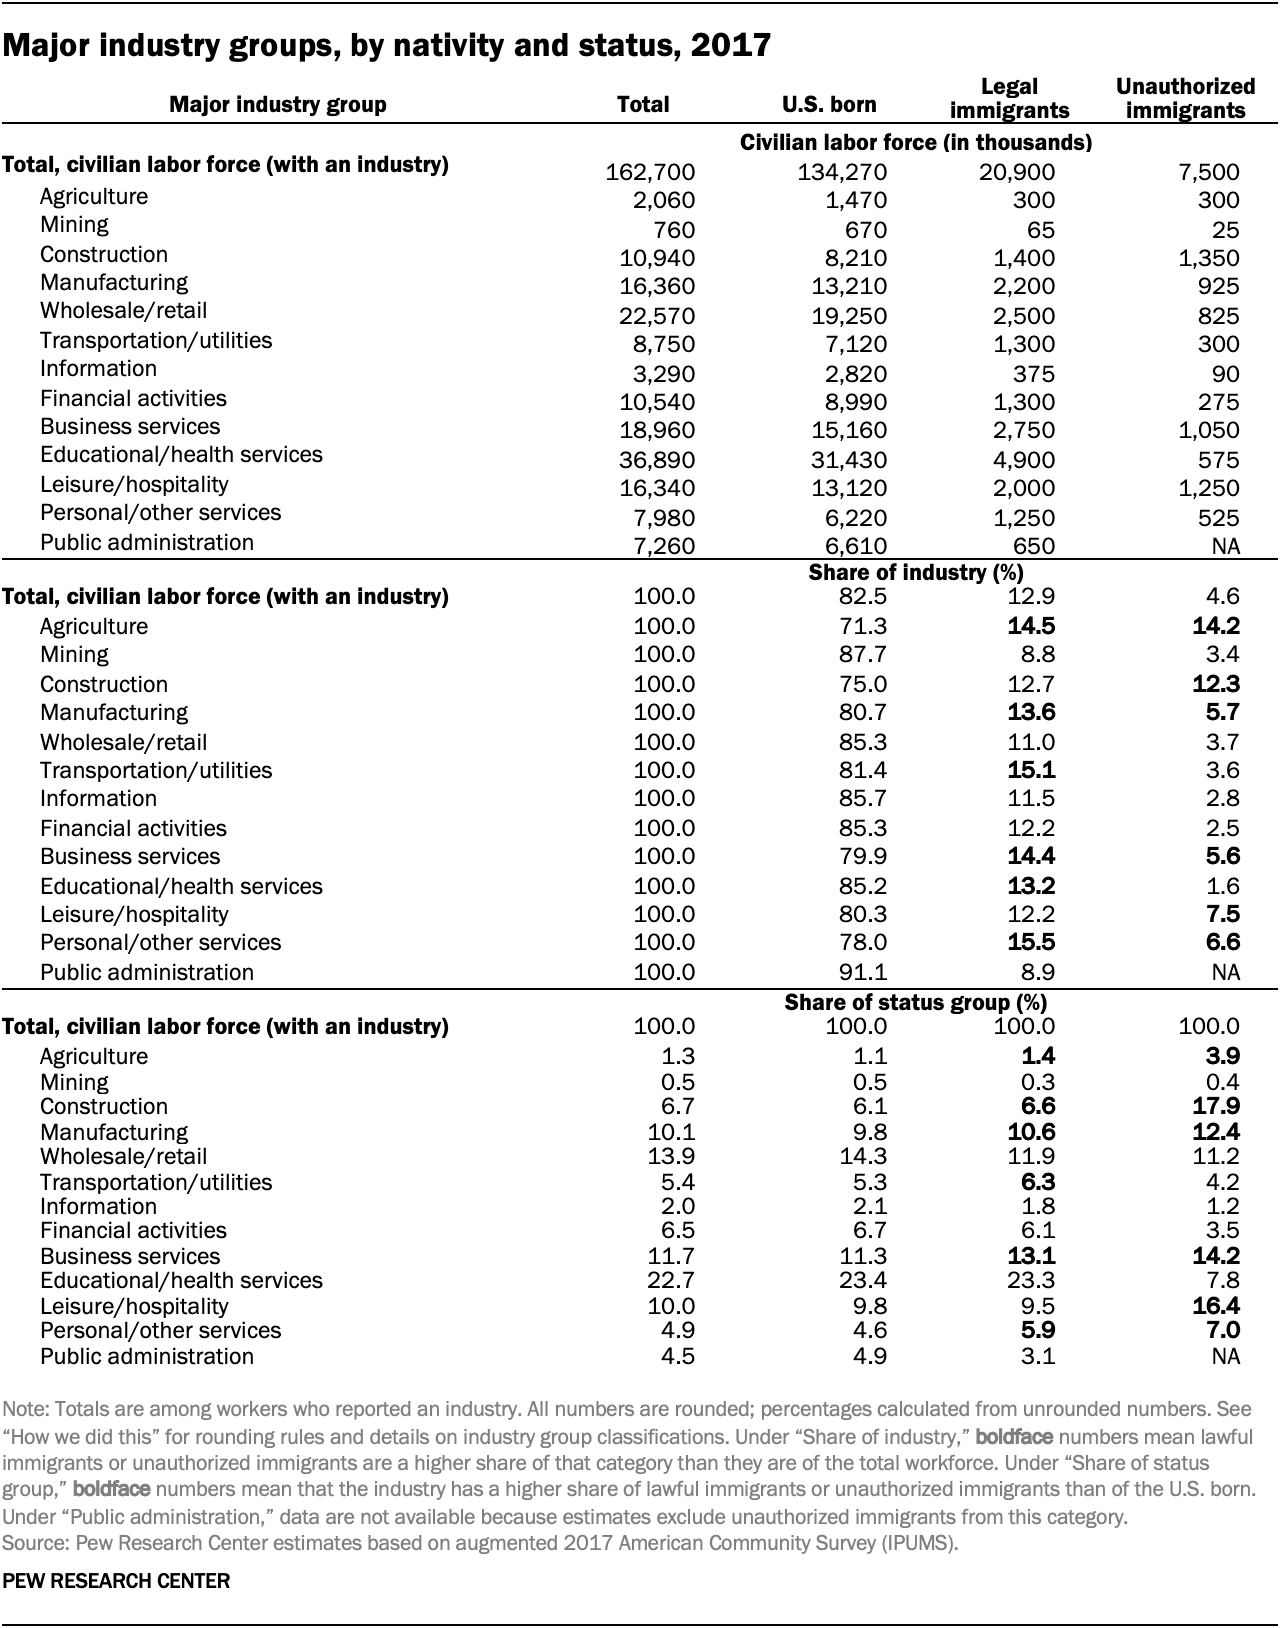 Major industry groups, by nativity and status, 2017
Major industry group Total U.S. born Legal immigrants Unauthorized immigrants
Civilian labor force (in thousands)
Total, civilian labor force (with an industry) 162,700 134,270 20,900 7,500
Agriculture 2,060 1,470 300 300
Mining 760 670 65 25
Construction 10,940 8,210 1,400 1,350
Manufacturing 16,360 13,210 2,200 925
Wholesale/retail 22,570 19,250 2,500 825
Transportation/utilities 8,750 7,120 1,300 300
Information 3,290 2,820 375 90
Financial activities 10,540 8,990 1,300 275
Business services 18,960 15,160 2,750 1,050
Educational/health services 36,890 31,430 4,900 575
Leisure/hospitality 16,340 13,120 2,000 1,250
Personal/other services 7,980 6,220 1,250 525
Public administration 7,260 6,610 650 NA
Share of industry (%)
Total, civilian labor force (with an industry) 100.0 82.5 12.9 4.6
Agriculture 100.0 71.3 14.5 14.2
Mining 100.0 87.7 8.8 3.4
Construction 100.0 75.0 12.7 12.3
Manufacturing 100.0 80.7 13.6 5.7
Wholesale/retail 100.0 85.3 11.0 3.7
Transportation/utilities 100.0 81.4 15.1 3.6
Information 100.0 85.7 11.5 2.8
Financial activities 100.0 85.3 12.2 2.5
Business services 100.0 79.9 14.4 5.6
Educational/health services 100.0 85.2 13.2 1.6
Leisure/hospitality 100.0 80.3 12.2 7.5
Personal/other services 100.0 78.0 15.5 6.6
Public administration 100.0 91.1 8.9 NA
Share of status group (%)
Total, civilian labor force (with an industry) 100.0 100.0 100.0 100.0
Agriculture 1.3 1.1 1.4 3.9
Mining 0.5 0.5 0.3 0.4
Construction 6.7 6.1 6.6 17.9
Manufacturing 10.1 9.8 10.6 12.4
Wholesale/retail 13.9 14.3 11.9 11.2
Transportation/utilities 5.4 5.3 6.3 4.2
Information 2.0 2.1 1.8 1.2
Financial activities 6.5 6.7 6.1 3.5
Business services 11.7 11.3 13.1 14.2
Educational/health services 22.7 23.4 23.3 7.8
Leisure/hospitality 10.0 9.8 9.5 16.4
Personal/other services 4.9 4.6 5.9 7.0
Public administration 4.5 4.9 3.1 NA
Note: Totals are among workers who reported an industry. All numbers are rounded; percentages calculated from unrounded numbers. See
“How we did this” for rounding rules and details on industry group classifications. Under “Share of industry,” boldface numbers mean lawful
immigrants or unauthorized immigrants are a higher share of that category than they are of the total workforce. Under “Share of status
group,” boldface numbers mean that the industry has a higher share of lawful immigrants or unauthorized immigrants than of the U.S. born.
Under “Public administration,” data are not available because estimates exclude unauthorized immigrants from this category.
Source: Pew Research Center estimates based on augmented 2017 American Community Survey (IPUMS).
PEW RESEARCH CENTER